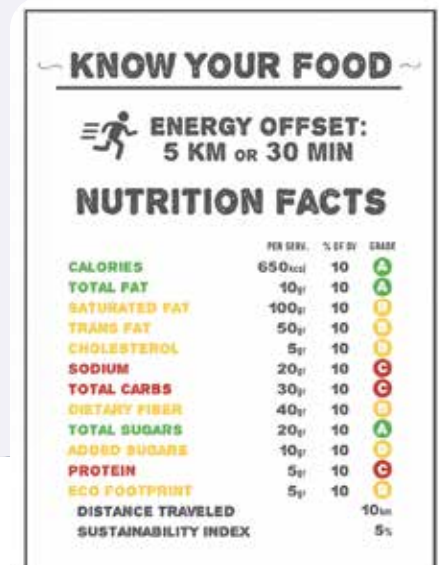 KNOW YOUR FOOD
ENERGY OFFSET:
5 KM OR 30 MIN
NUTRITION FACTS
PER SERV. % OF DV GRADE
CALORIES 650kcal 10 A
TOTAL FAT 10gr 10 A
SATURATED FAT 100gr 10 B
TRANS FAT 50gr 10 B
CHOLESTEROL 5gr 10 B
SODIUM 20gr 10 C
TOTAL CARBS 30gr 10 C
DIETARY FIBER 40gr 10 B
TOTAL SUGARS 20gr 10 A
ADDED SUGARS 10gr 10 B
PROTEIN 5gr 10 C
ECO FOOTPRINT 5gr 10 B
DISTANCE TRAVELED 10km
SUSTAINABILITY INDEX 5%